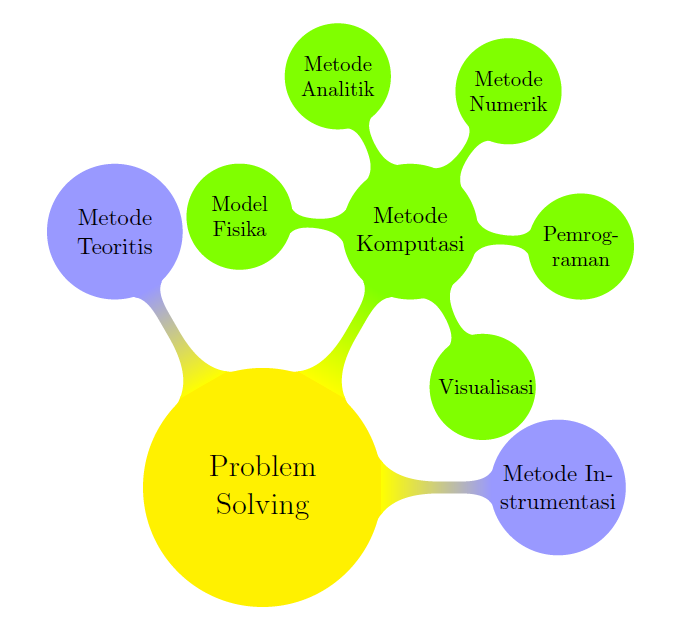 Metode
Analitik
Metode
Numerik
Model
Fisika
Metode
Komputasi
Metode
Teoritis
Pemrog-
raman
Visualisasi
Problem
Solving
Metode In-
strumentasi